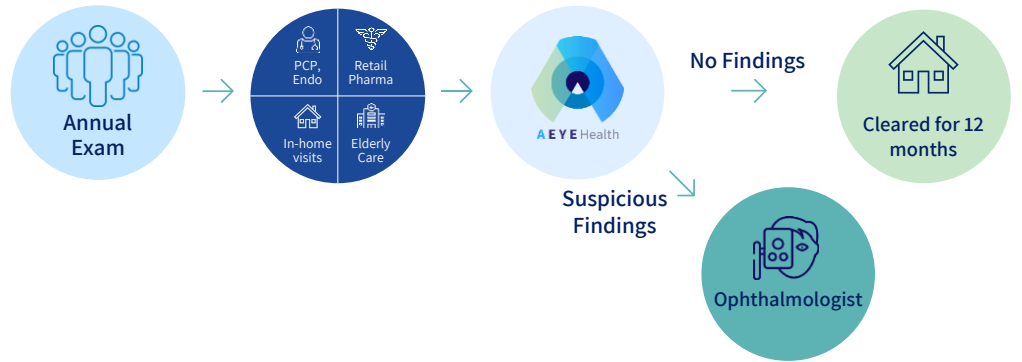 Annual
Exam
PCP,
Endo
Retail
Pharma
In-home
visits
Elderly
Care
AEYE Health
No Findings
Suspicious
Findings
Cleared for 12
months
Ophthalmologist